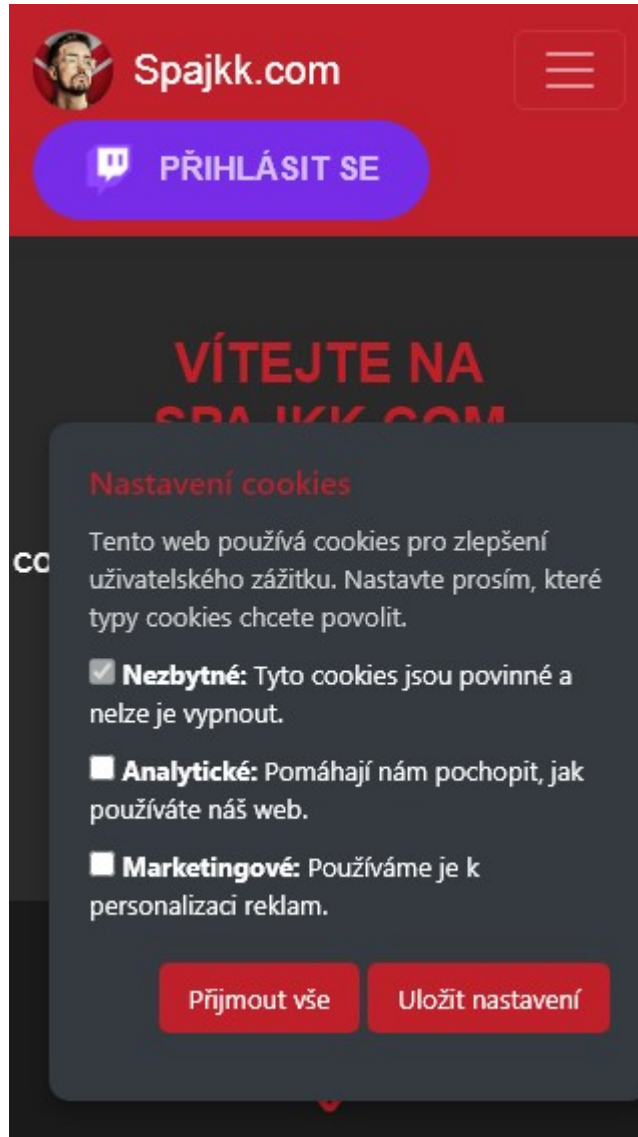 Spajkk.com
PŘIHLÁSIT SE
VÍTEJTE NA
SPAJKK.COM
Nastavení cookies
Tento web používá cookies pro zlepšení
uživatelského zážitku. Nastavte prosím, které
typy cookies chcete povolit.
Nezbytné: Tyto cookies jsou povinné a
nelze je vypnout.
Analytické: Pomáhají nám pochopit, jak
používáte náš web.
Marketingové: Používáme je k
personalizaci reklam.
Přijmout vše
Uložit nastavení